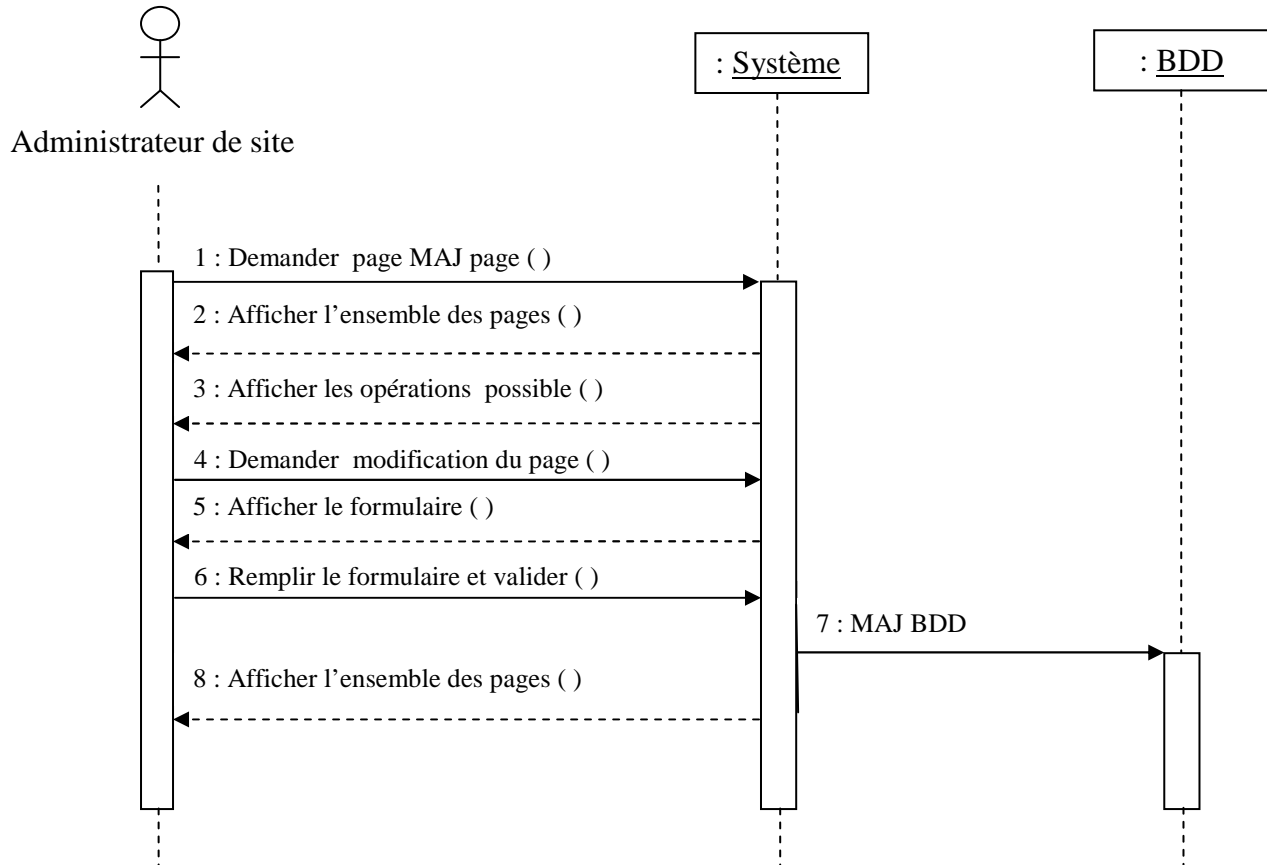 : Système
: BDD
Administrateur de site
1 : Demander  page MAJ page ( )
2 : Afficher l’ensemble des pages ( )
3 : Afficher les opérations  possible ( )
4 : Demander  modification du page ( )
5 : Afficher le formulaire ( )
6 : Remplir le formulaire et valider ( )
7 : MAJ BDD
8 : Afficher l’ensemble des pages ( )